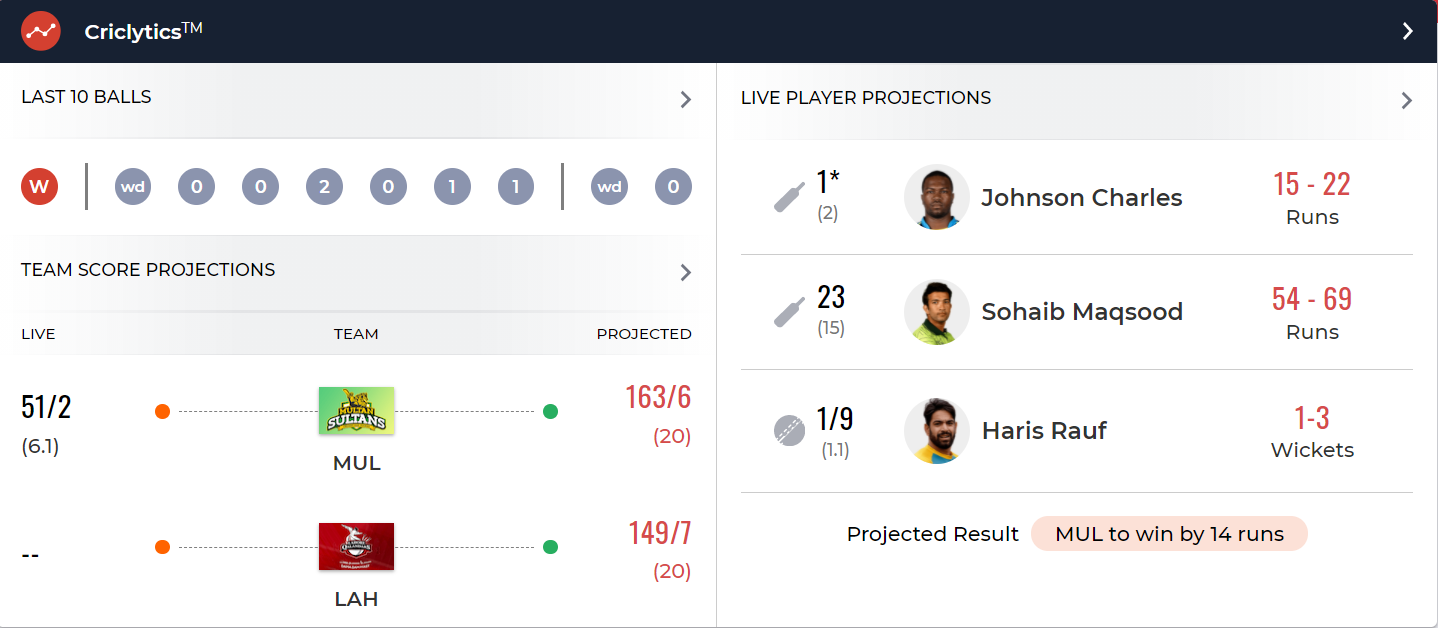 Criclytics™
LAST 10 BALLS
W wd 0 0 2 0 1 1 wd 0
TEAM SCORE PROJECTIONS
LIVE TEAM PROJECTED
51/2
(6.1)
MULTAN
SULTANS
MUL
163/6
(20)
--
QALANDARS
LAH
149/7
(20)
LIVE PLAYER PROJECTIONS
1*
(2)
Johnson Charles
15 - 22
Runs
23
(15)
Sohaib Maqsood
54 - 69
Runs
1/9
(1.1)
Haris Rauf
1-3
Wickets
Projected Result MUL to win by 14 runs